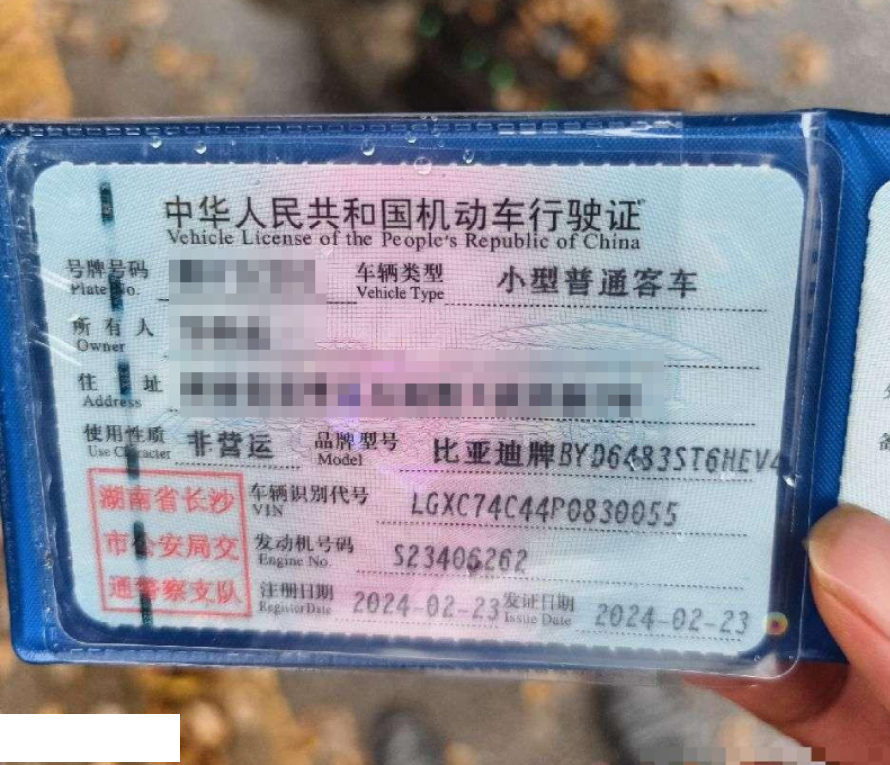 中华人民共和国机动车行驶证
Vehicle License of the People's Republic of China
号牌号码 车辆类型 小型普通客车
Plate No. Vehicle Type
所有人
Owner
住址
Address
使用性质 非营运 品牌型号 比亚迪牌BYD6483ST6HEV4
Use Character Model
湖南省长沙
市公安局交
通警察支队
车辆识别代号 LGXC74C44P0830055
VIN
发动机号码 S23406262
Engine No.
注册日期 2024-02-23 发证日期 2024-02-23
Register Date Issue Date